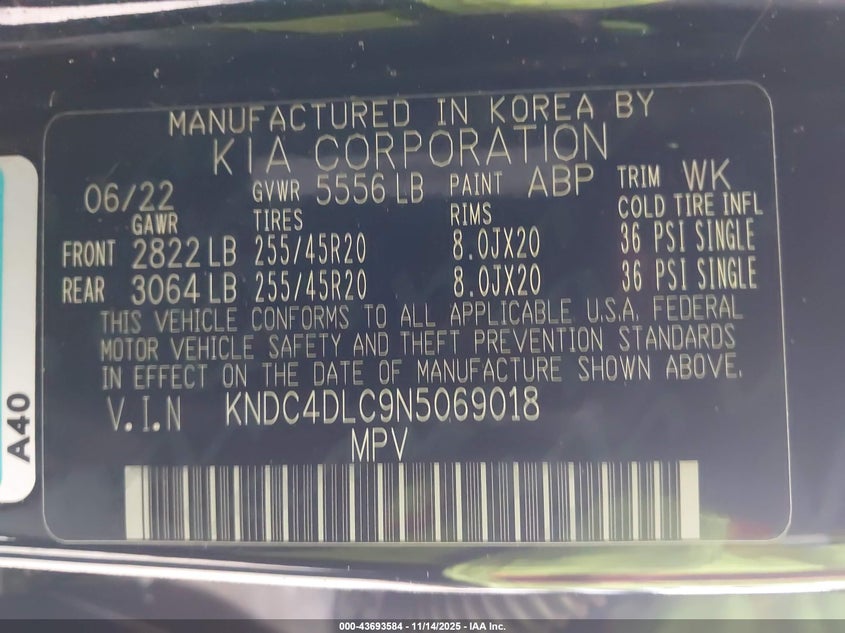 MANUFACTURED IN KOREA BY
KIA CORPORATION
06/22 GVWR 5556 LB PAINT ABP TRIM WK
GAWR TIRES RIMS COLD TIRE INFL
FRONT 2822 LB 255/45R20 8.0JX20 36 PSI SINGLE
REAR 3064 LB 255/45R20 8.0JX20 36 PSI SINGLE
THIS VEHICLE CONFORMS TO ALL APPLICABLE U.S.A. FEDERAL
MOTOR VEHICLE SAFETY AND THEFT PREVENTION STANDARDS
IN EFFECT ON THE DATE OF MANUFACTURE SHOWN ABOVE.
V.I.N KNDC4DLC9N5069018
MPV
A40
000-43693584 - 11/14/2025 - IAA Inc.